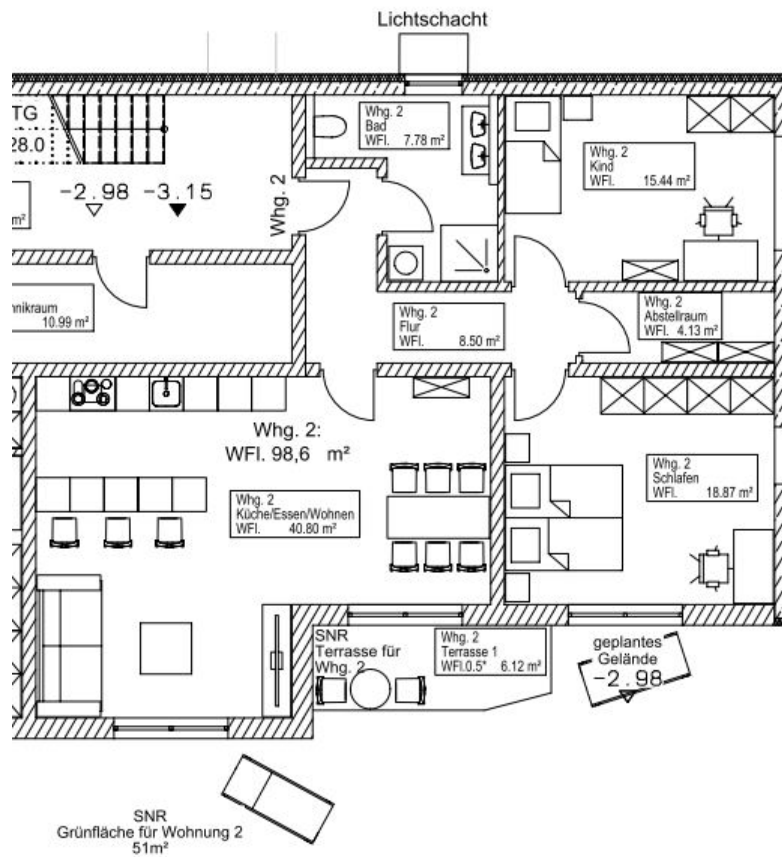 Lichtschacht
TG
28.0
-2.98
-3.15
m²
Whg. 2
Whg. 2
Bad
WFl. 7.78 m²
Whg. 2
Kind
WFl. 15.44 m²
nnikraum
10.99 m²
Whg. 2
Flur
WFl. 8.50 m²
Whg. 2
Abstellraum
WFl. 4.13 m²
Whg. 2:
WFl. 98,6 m²
Whg. 2
Küche/Essen/Wohnen
WFl. 40.80 m²
Whg. 2
Schlafen
WFl. 18.87 m²
SNR
Terrasse für
Whg. 2
Whg. 2
Terrasse 1
WFl.0.5* 6.12 m²
geplantes
Gelände
-2.98
SNR
Grünfläche für Wohnung 2
51m²